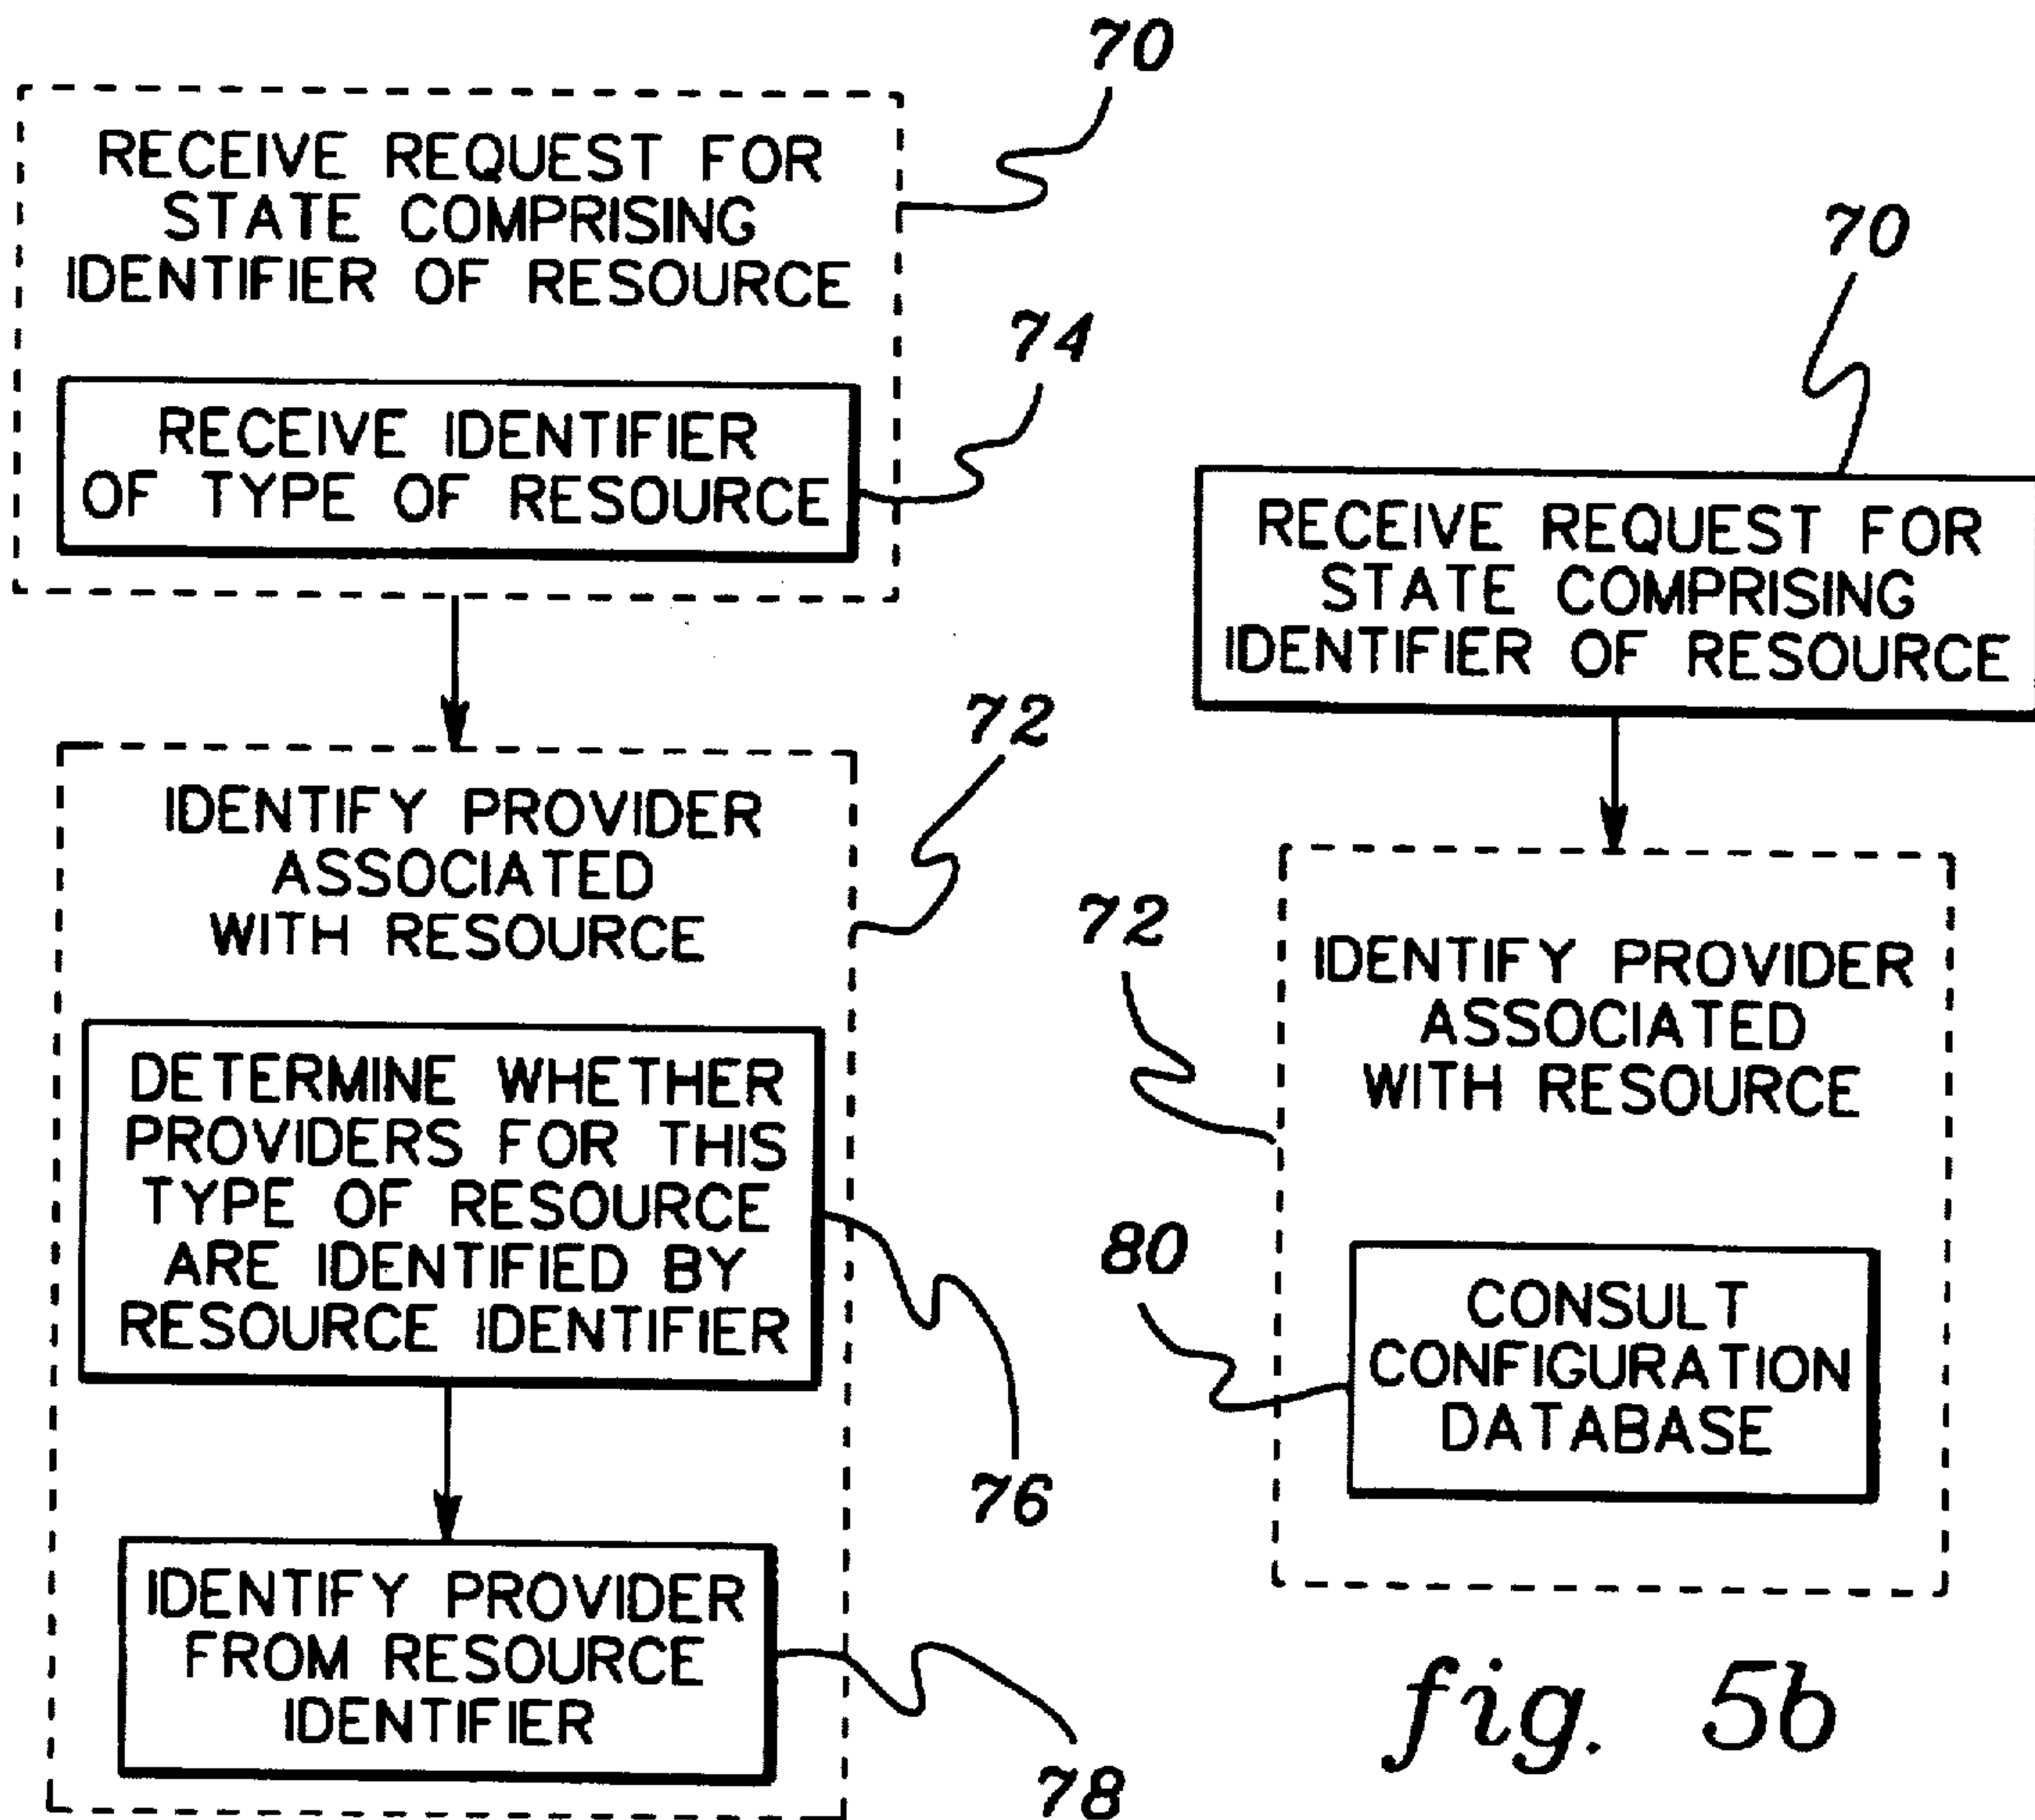 70
RECEIVE REQUEST FOR
STATE COMPRISING
IDENTIFIER OF RESOURCE
74
RECEIVE IDENTIFIER
OF TYPE OF RESOURCE
72
IDENTIFY PROVIDER
ASSOCIATED
WITH RESOURCE
DETERMINE WHETHER
PROVIDERS FOR THIS
TYPE OF RESOURCE
ARE IDENTIFIED BY
RESOURCE IDENTIFIER
76
IDENTIFY PROVIDER
FROM RESOURCE
IDENTIFIER
78
70
RECEIVE REQUEST FOR
STATE COMPRISING
IDENTIFIER OF RESOURCE
72
IDENTIFY PROVIDER
ASSOCIATED
WITH RESOURCE
80
CONSULT
CONFIGURATION
DATABASE
fig. 5b